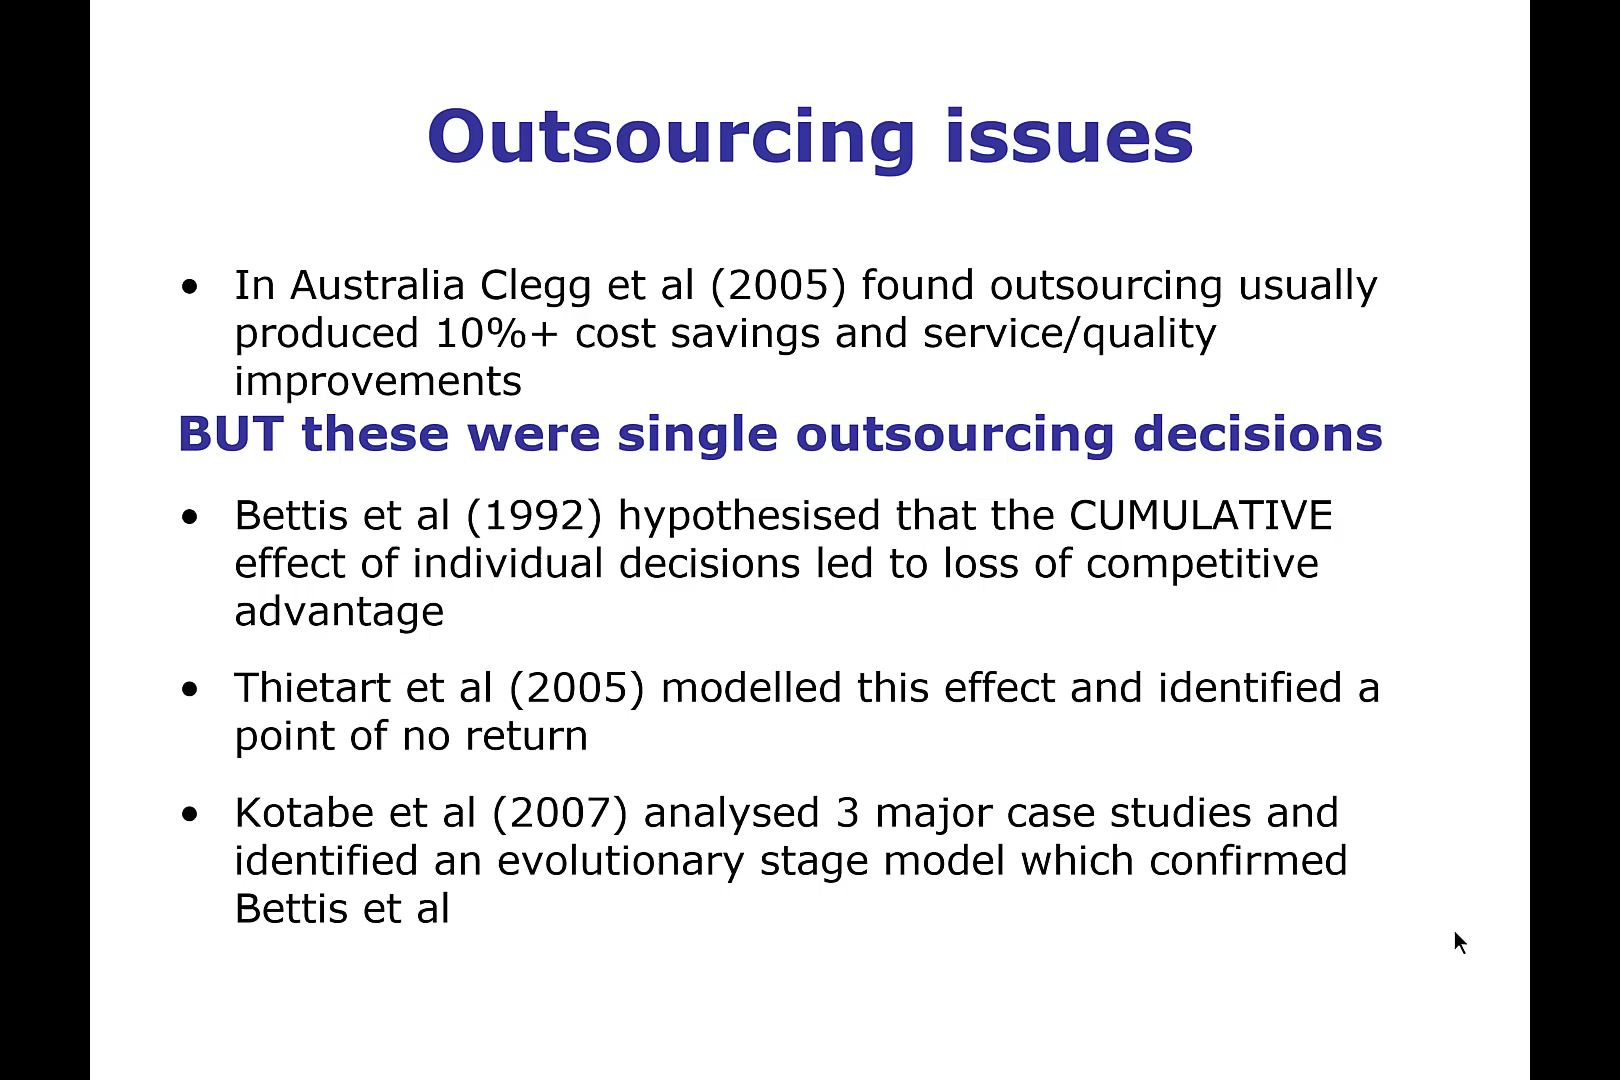 Outsourcing issues
• In Australia Clegg et al (2005) found outsourcing usually
produced 10%+ cost savings and service/quality
improvements
BUT these were single outsourcing decisions
• Bettis et al (1992) hypothesised that the CUMULATIVE
effect of individual decisions led to loss of competitive
advantage
• Thietart et al (2005) modelled this effect and identified a
point of no return
• Kotabe et al (2007) analysed 3 major case studies and
identified an evolutionary stage model which confirmed
Bettis et al